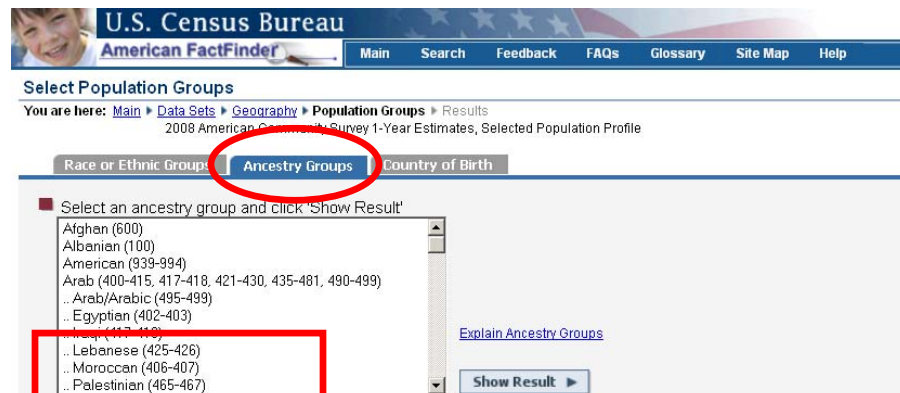 U.S. Census Bureau
American FactFinder
Main Search Feedback FAQs Glossary Site Map Help
Select Population Groups
You are here: Main ▶ Data Sets ▶ Geography ▶ Population Groups ▶ Results
2008 American Community Survey 1-Year Estimates, Selected Population Profile
Race or Ethnic Groups Ancestry Groups Country of Birth
Select an ancestry group and click 'Show Result'
Afghan (600)
Albanian (100)
American (939-994)
Arab (400-415, 417-418, 421-430, 435-481, 490-499)
.. Arab/Arabic (495-499)
.. Egyptian (402-403)
.. Iraqi (417-418)
Explain Ancestry Groups
.. Lebanese (425-426)
.. Moroccan (406-407)
.. Palestinian (465-467)
Show Result ▶